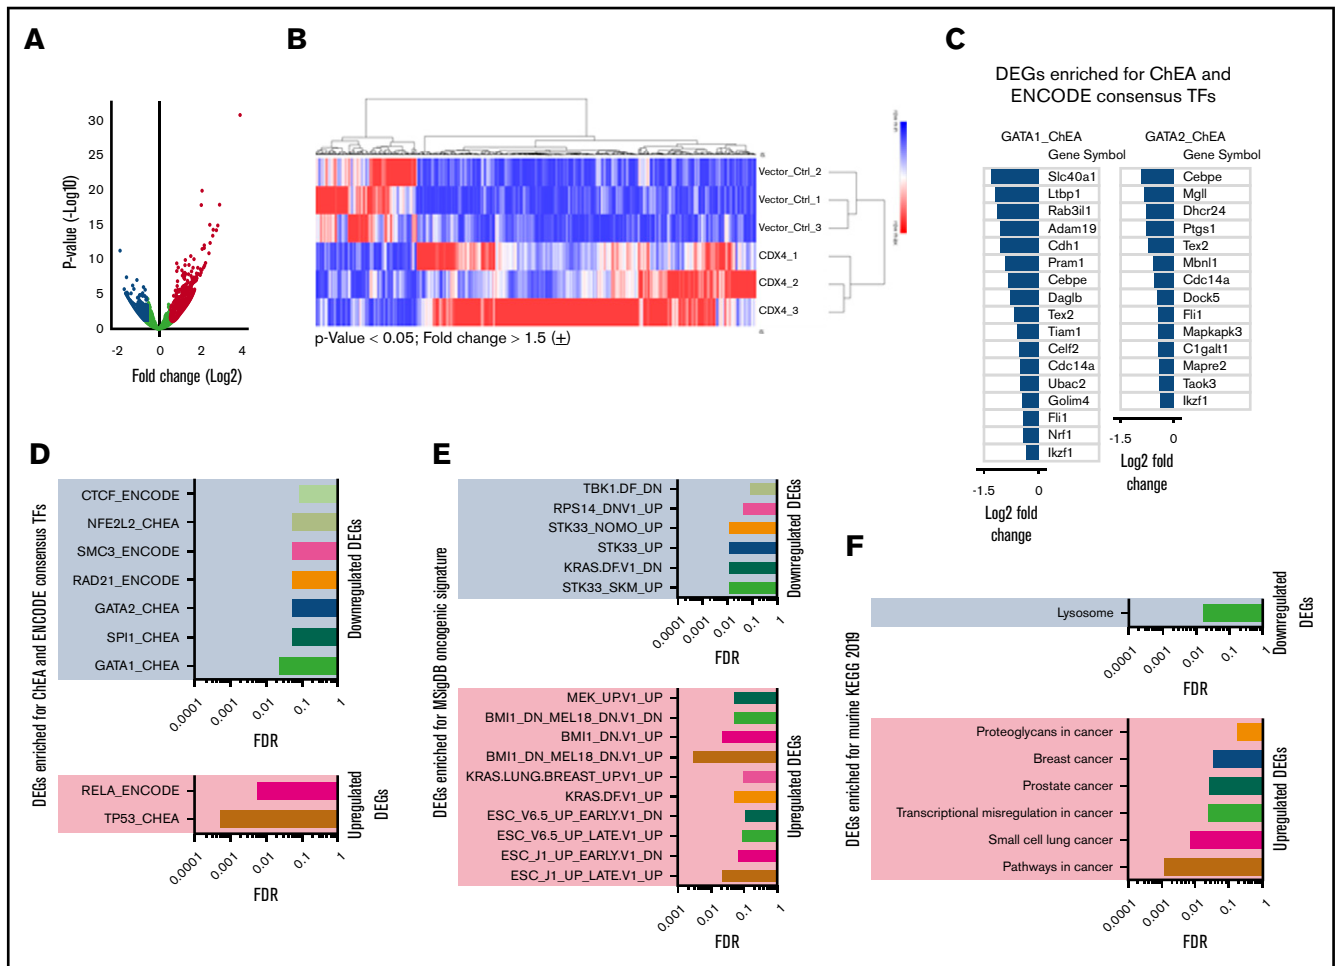 A
P-value (-Log10)
30
25
20
15
10
5
0
-2 0 2 4
Fold change (Log2)
B
Vector_Ctrl_2
Vector_Ctrl_1
Vector_Ctrl_3
CDX4_1
CDX4_2
CDX4_3
p-Value < 0.05; Fold change > 1.5 (±)
C
DEGs enriched for ChEA and
ENCODE consensus TFs
GATA1_ChEA
Gene Symbol
Slc40a1
Ltbp1
Rab3il1
Adam19
Cdh1
Pram1
Cebpe
Daglb
Tex2
Tiam1
Celf2
Cdc14a
Ubac2
Golim4
Fli1
Nrf1
Ikzf1
-1.5 0
Log2 fold
change
GATA2_ChEA
Gene Symbol
Cebpe
Mgll
Dhcr24
Ptgs1
Tex2
Mbnl1
Cdc14a
Dock5
Fli1
Mapkapk3
C1galt1
Mapre2
Taok3
Ikzf1
-1.5 0
Log2 fold
change
D
DEGs enriched for ChEA and ENCODE consensus TFs
CTCF_ENCODE
NFE2L2_CHEA
SMC3_ENCODE
RAD21_ENCODE
GATA2_CHEA
SPI1_CHEA
GATA1_CHEA
Downregulated DEGs
0.0001 0.001 0.01 0.1 1
FDR
RELA_ENCODE
TP53_CHEA
Upregulated
DEGs
0.0001 0.001 0.01 0.1 1
FDR
E
DEGs enriched for MSigDB onogenic signature
TBK1.DF_DN
RPS14_DNV1_UP
STK33_NOMO_UP
STK33_UP
KRAS.DF.V1_DN
STK33_SKM_UP
Downregulated DEGs
0.0001 0.001 0.01 0.1 1
FDR
MEK_UP.V1_UP
BMI1_DN_MEL18_DN.V1_DN
BMI1_DN.V1_UP
BMI1_DN_MEL18_DN.V1_UP
KRAS.LUNG.BREAST_UP.V1_UP
KRAS.DF.V1_UP
ESC_V6.5_UP_EARLY.V1_DN
ESC_V6.5_UP_LATE.V1_UP
ESC_J1_UP_EARLY.V1_DN
ESC_J1_UP_LATE.V1_UP
Upregulated DEGs
0.001 0.01 0.1 1
FDR
F
DEGs enriched for murine KEGG 2019
Lysosome
Downregulated
DEGs
0.0001 0.001 0.01 0.1 1
FDR
Proteoglycans in cancer
Breast cancer
Prostate cancer
Transcriptional misregulation in cancer
Small cell lung cancer
Pathways in cancer
Upregulated DEGs
0.0001 0.001 0.01 0.1 1
FDR